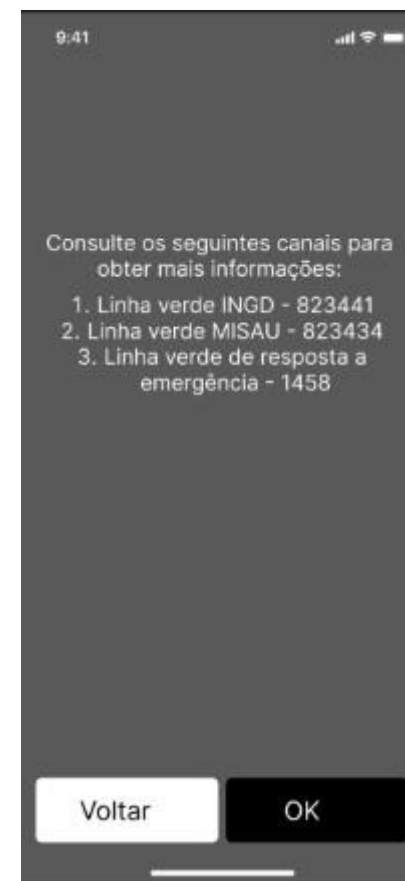 9:41
Consulte os seguintes canais para
obter mais informações:
1. Linha verde INGD - 823441
2. Linha verde MISAU - 823434
3. Linha verde de resposta a
emergência - 1458
Voltar
OK